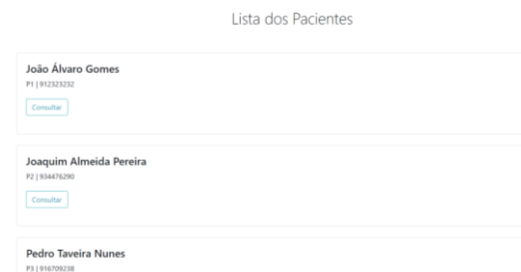 Lista dos Pacientes
João Álvaro Gomes
P1 | 912323232
Consultar
Joaquim Almeida Pereira
P2 | 934476290
Consultar
Pedro Taveira Nunes
P3 | 916709238